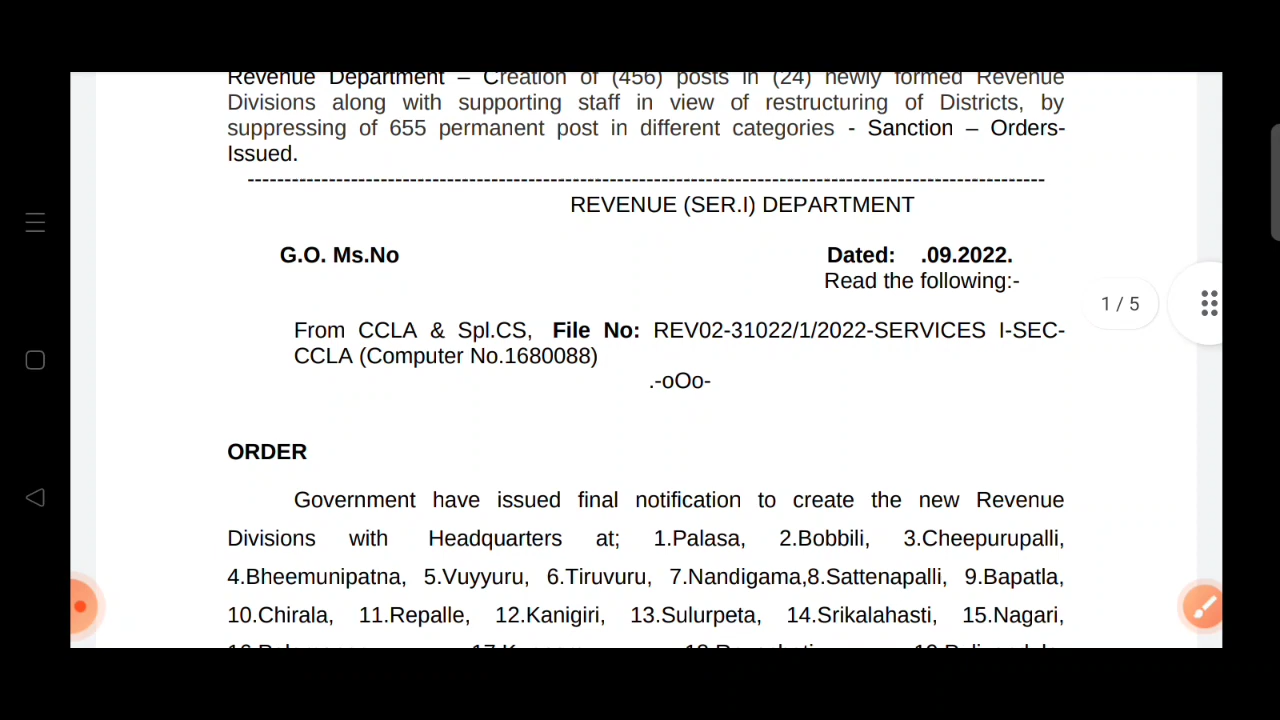 Revenue Department – Creation of (456) posts in (24) newly formed Revenue
Divisions along with supporting staff in view of restructuring of Districts, by
suppressing of 655 permanent post in different categories - Sanction – Orders-
Issued.
--------------------------------------------------------------------------------------------------------------
REVENUE (SER.I) DEPARTMENT
G.O. Ms.No Dated: .09.2022.
Read the following:-
1 / 5
From CCLA & Spl.CS, File No: REV02-31022/1/2022-SERVICES I-SEC-
CCLA (Computer No.1680088)
.-oOo-
ORDER
Government have issued final notification to create the new Revenue
Divisions with Headquarters at; 1.Palasa, 2.Bobbili, 3.Cheepurupalli,
4.Bheemunipatna, 5.Vuyyuru, 6.Tiruvuru, 7.Nandigama,8.Sattenapalli, 9.Bapatla,
10.Chirala, 11.Repalle, 12.Kanigiri, 13.Sulurpeta, 14.Srikalahasti, 15.Nagari,